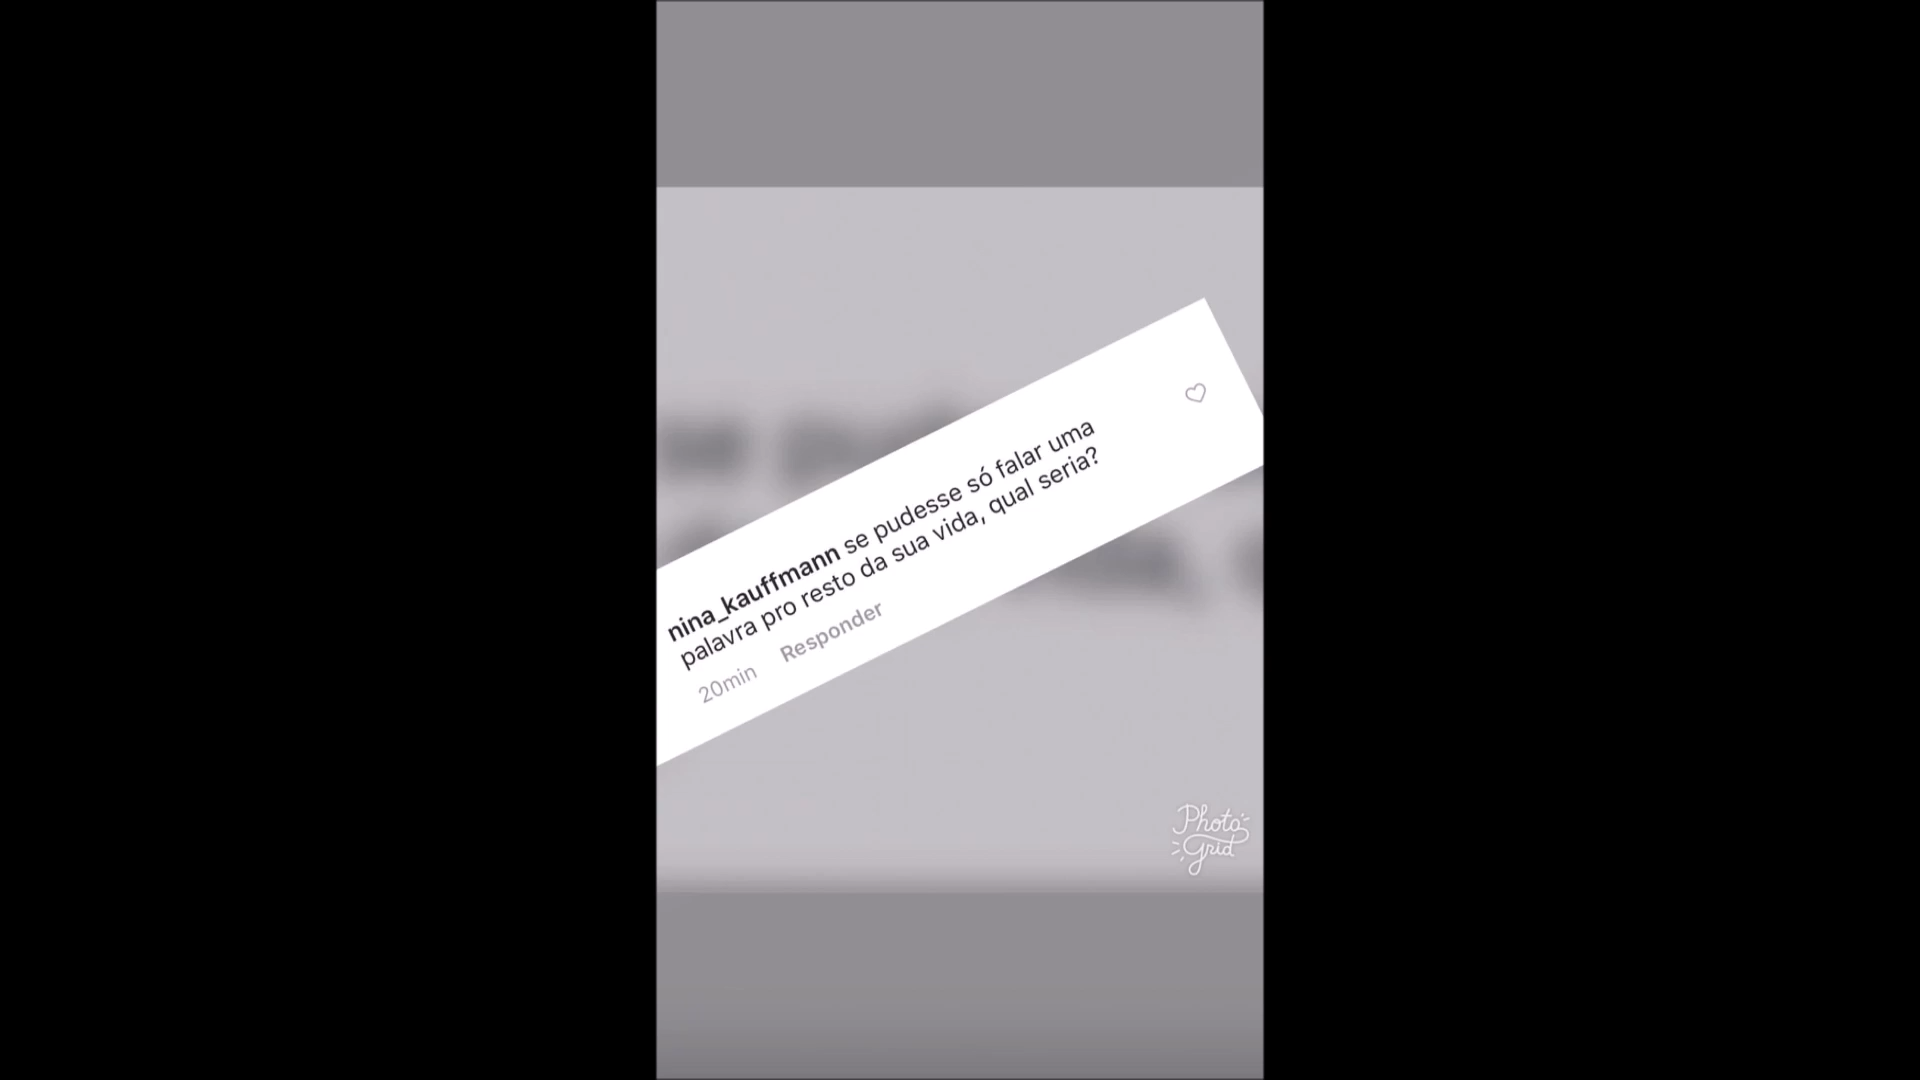 nina_kauffmann se pudesse só falar uma
palavra pro resto da sua vida, qual seria?
20min Responder
Photo
Grid